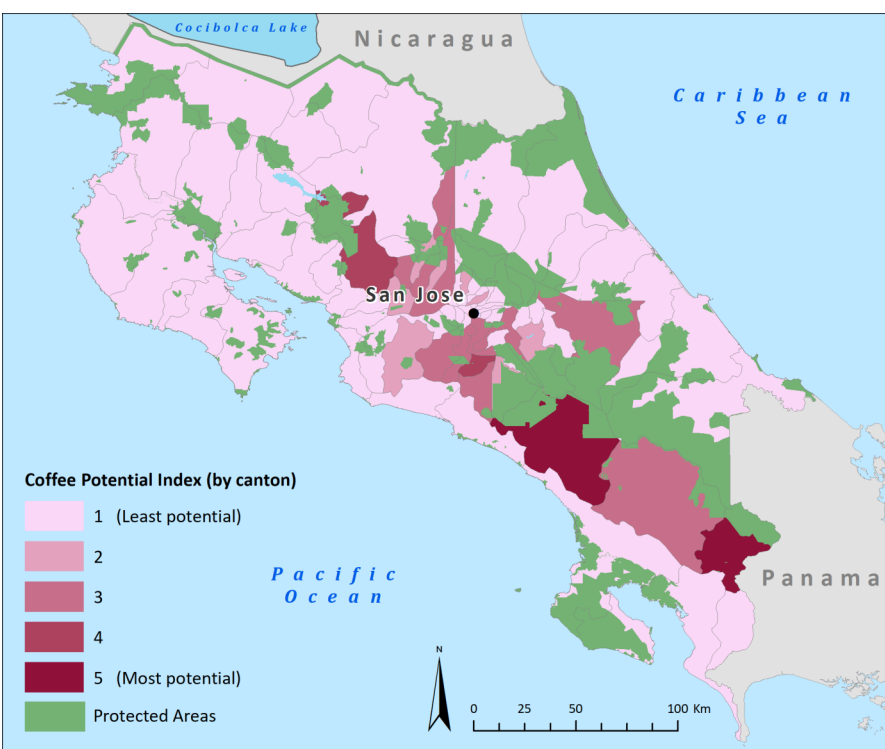 Cocibolca Lake
Nicaragua
Caribbean
Sea
San Jose
Coffee Potential Index (by canton)
1 (Least potential)
2
3
4
5 (Most potential)
Protected Areas
Pacific
Ocean
Panama
N
0 25 50 100 Km